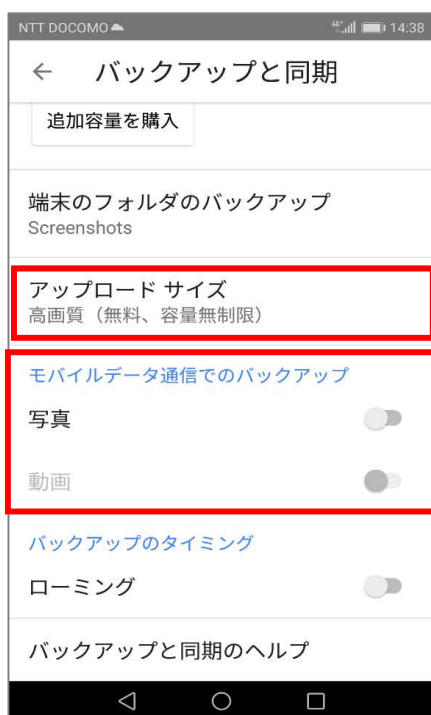 NTT DOCOMO 46 14:38
バックアップと同期
追加容量を購入
端末のフォルダのバックアップ
Screenshots
アップロード サイズ
高画質（無料、容量無制限）
モバイルデータ通信でのバックアップ
写真
動画
バックアップのタイミング
ローミング
バックアップと同期のヘルプ